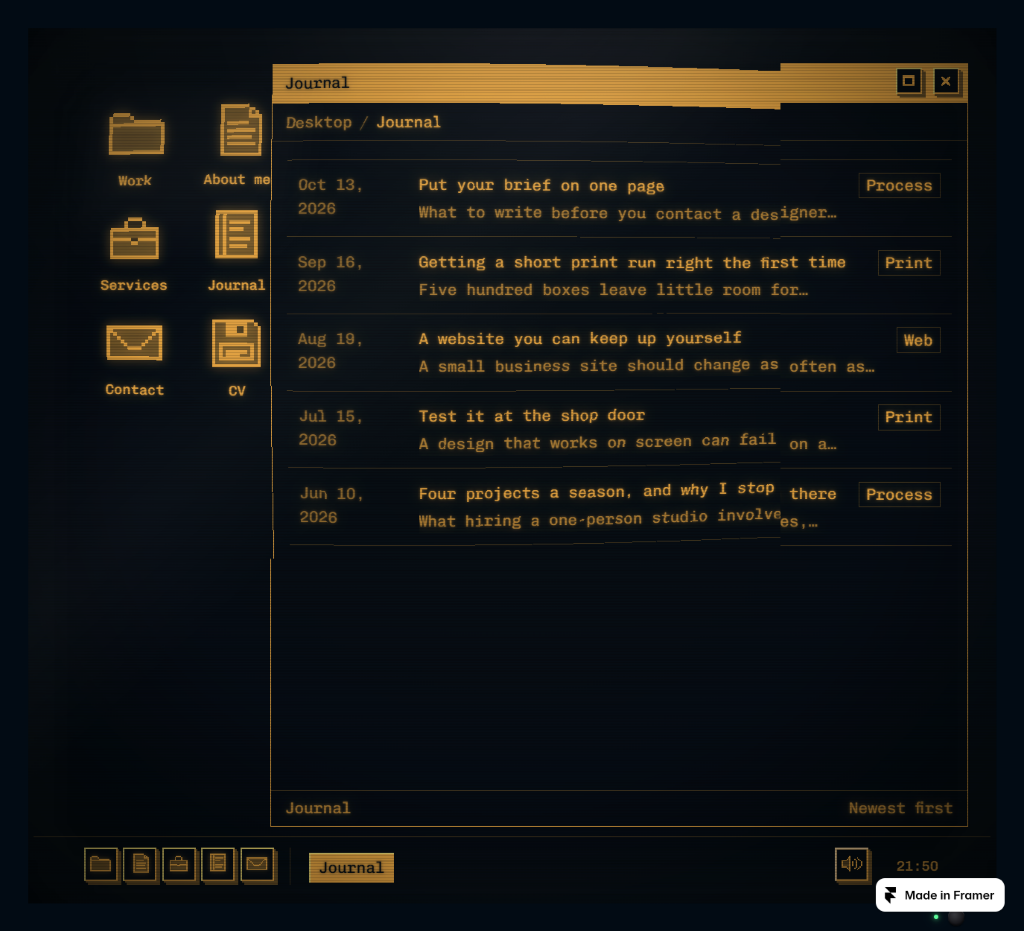 Journal
Desktop / Journal
Work
About me
Services
Journal
Contact
CV
Oct 13,
2026
Put your brief on one page
What to write before you contact a designer…
Process
Sep 16,
2026
Getting a short print run right the first time
Five hundred boxes leave little room for…
Print
Aug 19,
2026
A website you can keep up yourself
A small business site should change as often as…
Web
Jul 15,
2026
Test it at the shop door
A design that works on screen can fail on a…
Print
Jun 10,
2026
Four projects a season, and why I stop there
What hiring a one-person studio involves,…
Process
Journal
Newest first
Journal
21:50
Made in Framer